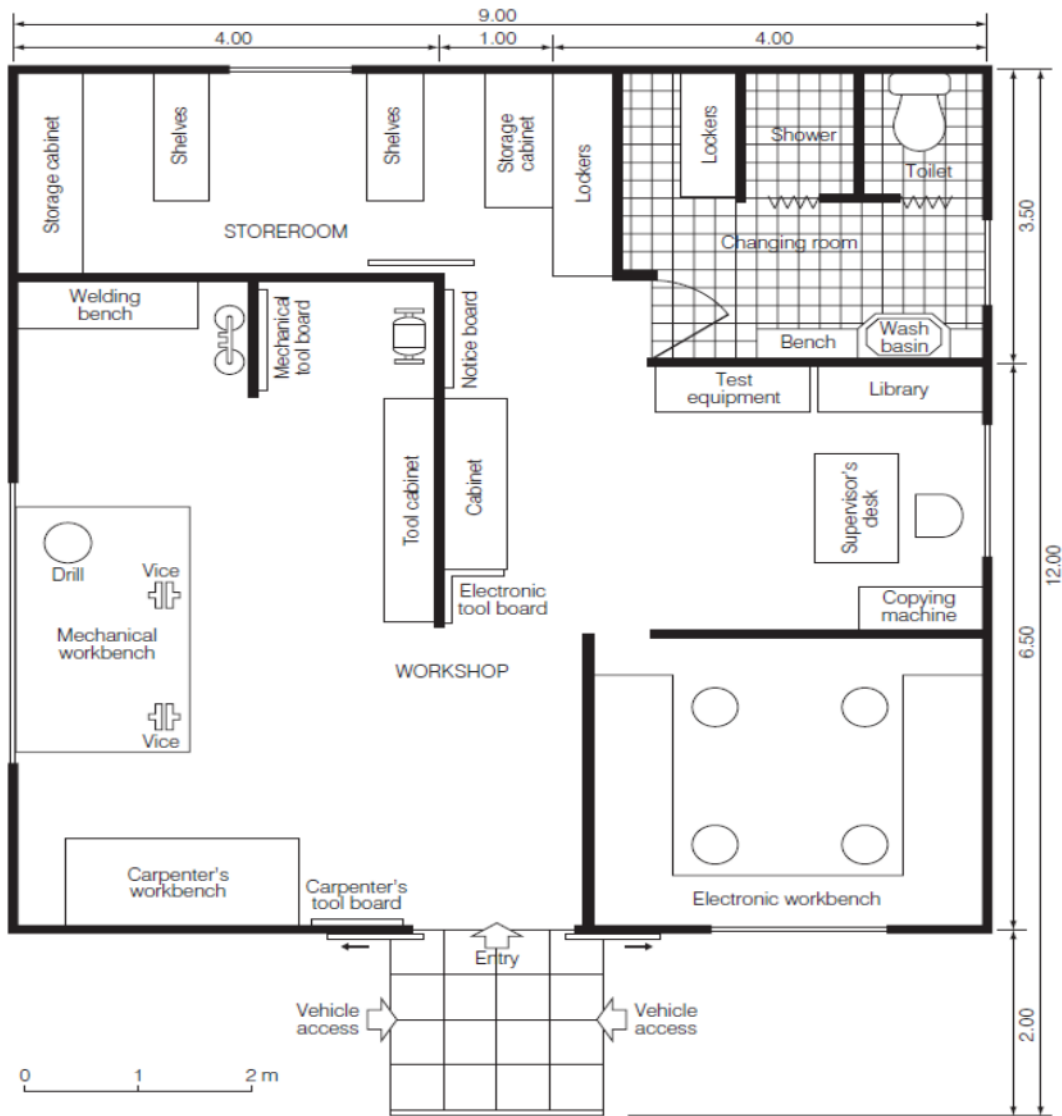 9.00
4.00
1.00
4.00
Storage cabinet
Shelves
Shelves
Storage
cabinet
Lockers
Lockers
Shower
Toilet
STOREROOM
Changing room
3.50
Welding
bench
Mechanical
tool board
Notice board
Bench
Wash
basin
Test
equipment
Library
Tool cabinet
Cabinet
Supervisor's
desk
Drill
Vice
Electronic
tool board
Copying
machine
12.00
Mechanical
workbench
6.50
WORKSHOP
Vice
Carpenter's
workbench
Carpenter's
tool board
Electronic workbench
Entry
Vehicle
access
Vehicle
access
2.00
0 1 2 m